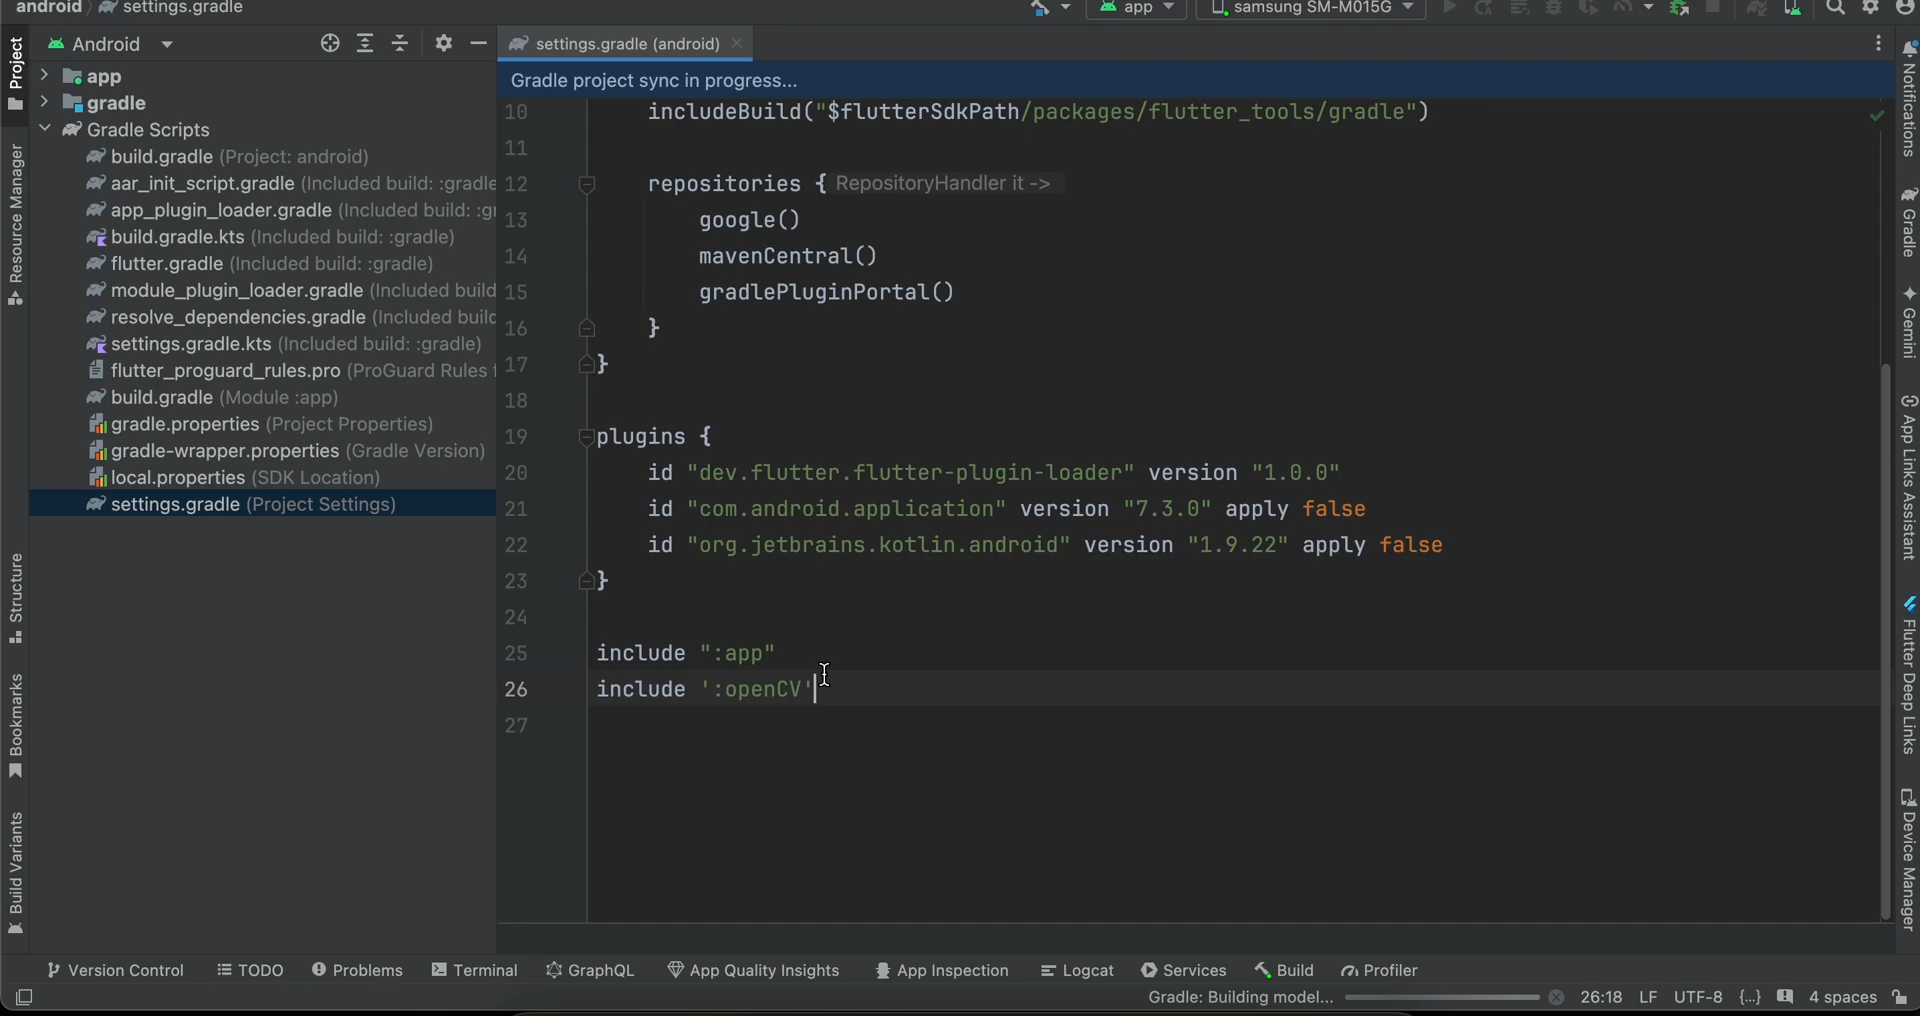 android settings.gradle
app
samsung SM-M015G
Project
Android
settings.gradle (android)
Gradle project sync in progress...
app
gradle
Gradle Scripts
build.gradle (Project: android)
aar_init_script.gradle (Included build: :gradle
app_plugin_loader.gradle (Included build: :gr
build.gradle.kts (Included build: :gradle)
flutter.gradle (Included build: :gradle)
module_plugin_loader.gradle (Included build
resolve_dependencies.gradle (Included build
settings.gradle.kts (Included build: :gradle)
flutter_proguard_rules.pro (ProGuard Rules f
build.gradle (Module :app)
gradle.properties (Project Properties)
gradle-wrapper.properties (Gradle Version)
local.properties (SDK Location)
settings.gradle (Project Settings)
Resource Manager
Structure
Bookmarks
Build Variants
10 includeBuild("$flutterSdkPath/packages/flutter_tools/gradle")
11
12 repositories { RepositoryHandler it ->
13 google()
14 mavenCentral()
15 gradlePluginPortal()
16 }
17 }
18
19 plugins {
20 id "dev.flutter.flutter-plugin-loader" version "1.0.0"
21 id "com.android.application" version "7.3.0" apply false
22 id "org.jetbrains.kotlin.android" version "1.9.22" apply false
23 }
24
25 include ":app"
26 include ':openCV'
27
Notifications
Gradle
Gemini
App Links Assistant
Flutter Deep Links
Device Manager
Version Control TODO Problems Terminal GraphQL App Quality Insights App Inspection Logcat Services Build Profiler
Gradle: Building model... 26:18 LF UTF-8 {...} 4 spaces